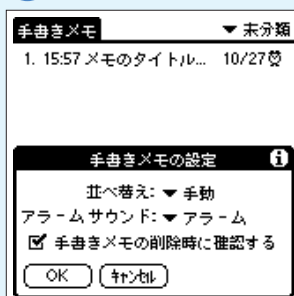 手書きメモ ▼ 未分類
1. 15:57 メモのタイトル... 10/27
手書きメモの設定 i
並べ替え: ▼ 手動
アラームサウンド: ▼ アラーム
手書きメモの削除時に確認する
OK ｷｬﾝｾﾙ